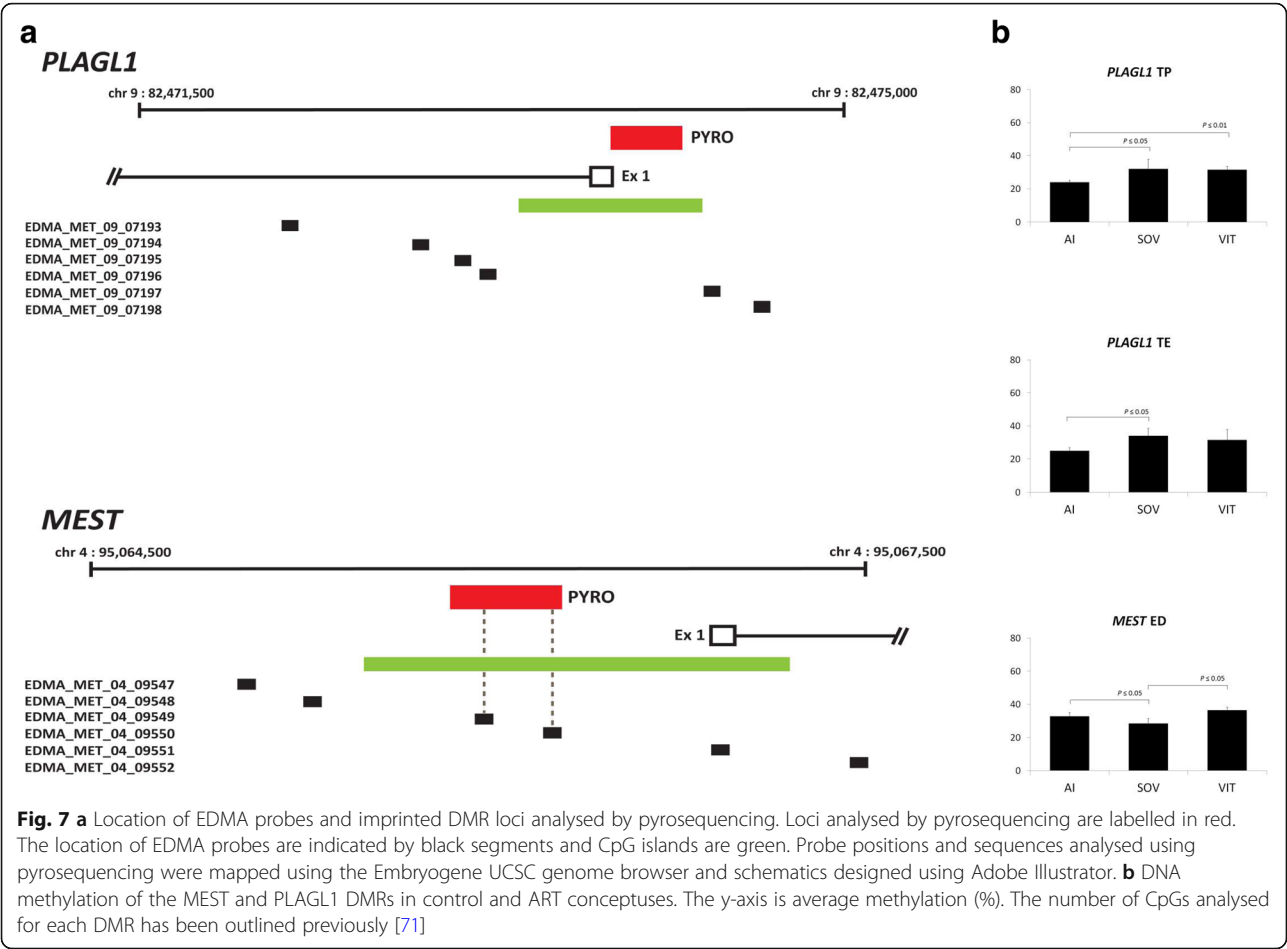 a
PLAGL1
chr 9 : 82,471,500
chr 9 : 82,475,000
PYRO
Ex 1
EDMA_MET_09_07193
EDMA_MET_09_07194
EDMA_MET_09_07195
EDMA_MET_09_07196
EDMA_MET_09_07197
EDMA_MET_09_07198
MEST
chr 4 : 95,064,500
chr 4 : 95,067,500
PYRO
Ex 1
EDMA_MET_04_09547
EDMA_MET_04_09548
EDMA_MET_04_09549
EDMA_MET_04_09550
EDMA_MET_04_09551
EDMA_MET_04_09552
b
PLAGL1 TP
80
60
40
20
0
P ≤ 0.01
P ≤ 0.05
AI SOV VIT
PLAGL1 TE
80
60
40
20
0
P ≤ 0.05
AI SOV VIT
MEST ED
80
60
40
20
0
P ≤ 0.05
P ≤ 0.05
AI SOV VIT
Fig. 7 a Location of EDMA probes and imprinted DMR loci analysed by pyrosequencing. Loci analysed by pyrosequencing are labelled in red.
The location of EDMA probes are indicated by black segments and CpG islands are green. Probe positions and sequences analysed using
pyrosequencing were mapped using the Embryogene UCSC genome browser and schematics designed using Adobe Illustrator. b DNA
methylation of the MEST and PLAGL1 DMRs in control and ART conceptuses. The y-axis is average methylation (%). The number of CpGs analysed
for each DMR has been outlined previously [71]